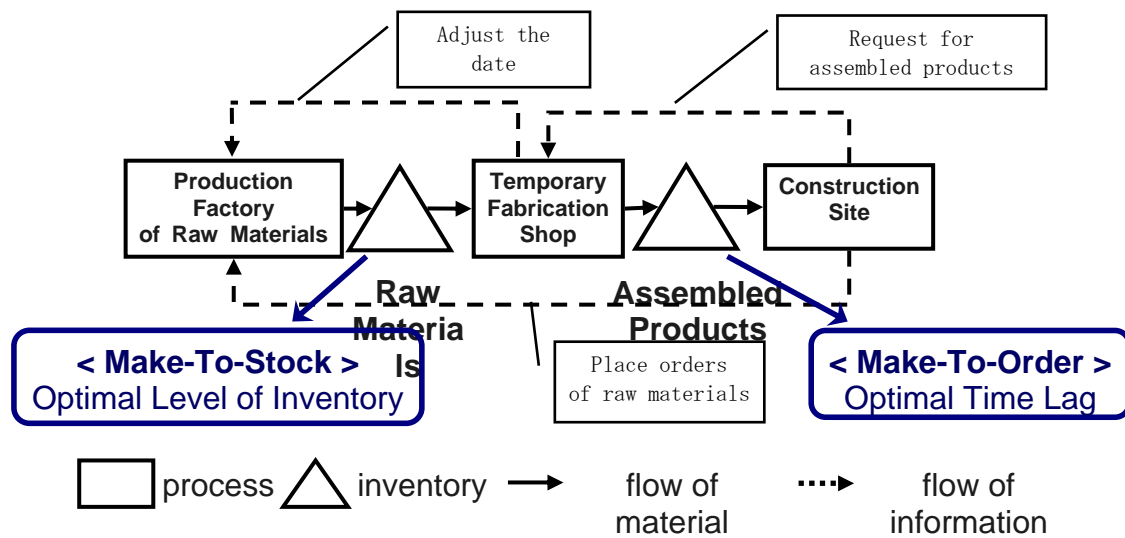 Adjust the
date
Request for
assembled products
Production
Factory
of Raw Materials
Temporary
Fabrication
Shop
Construction
Site
Raw
Materia
ls
Assembled
Products
< Make-To-Stock >
Optimal Level of Inventory
Place orders
of raw materials
< Make-To-Order >
Optimal Time Lag
process
inventory
flow of
material
flow of
information